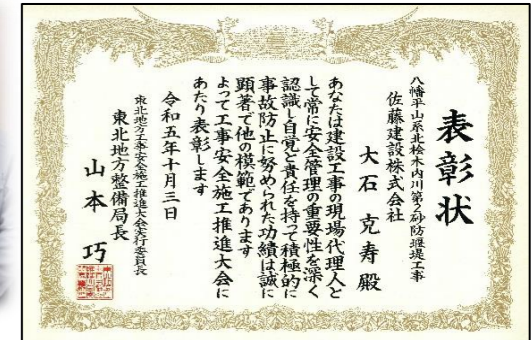 表彰状
八幡平山系北桧木内川第2砂防堰堤工事
佐藤建設株式会社
大石克寿殿
あなたは建設工事の現場代理人と
して常に安全管理の重要性を深く
認識し自覚と責任を持って積極的に
事故防止に努められた功績は誠に
顕著で他の模範であります
よって工事安全施工推進大会に
あたり表彰します
令和五年十月三日
東北地方工事安全施工推進大会実行委員長
東北地方整備局長
山本巧